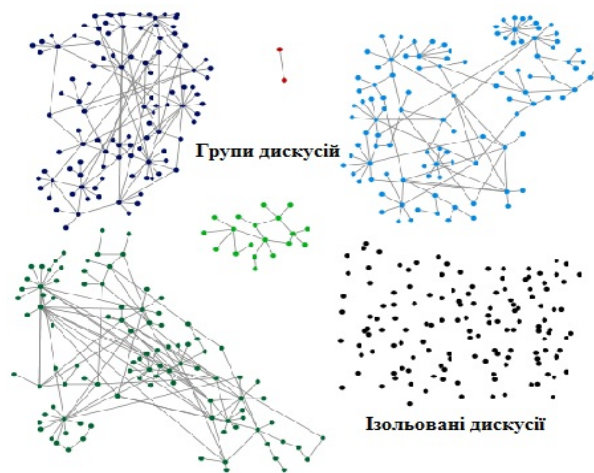 Групи дискусій
Ізольовані дискусії